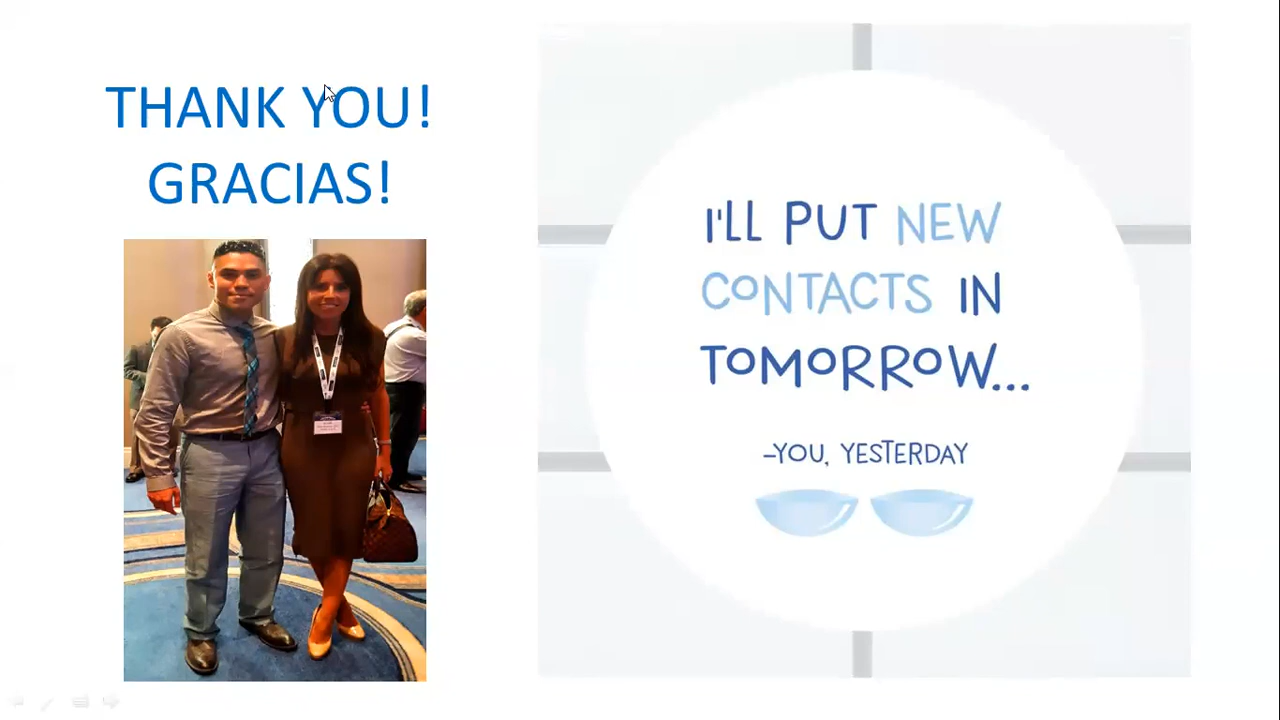 THANK YOU!
GRACIAS!
I'LL PUT NEW
CONTACTS IN
TOMORROW...
-YOU, YESTERDAY